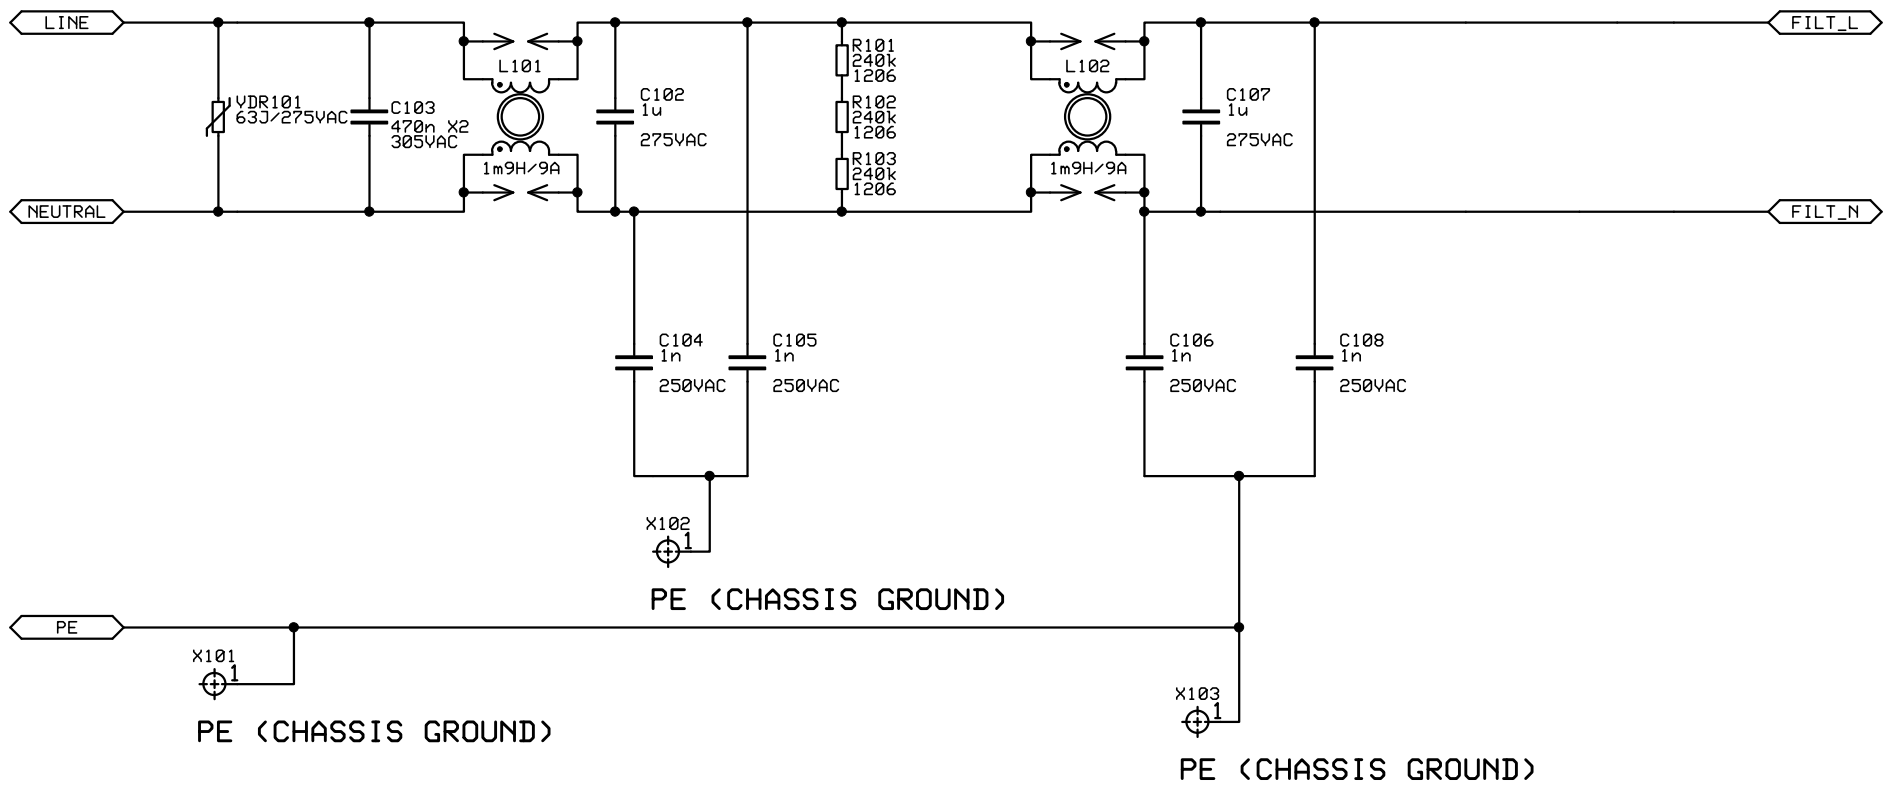 LINE
FILT_L
R101
240k
1206
L101
L102
VDR101
63J/275VAC
C103
470n X2
305VAC
C102
1u
275VAC
R102
240k
1206
C107
1u
275VAC
R103
240k
1206
1m9H/9A
1m9H/9A
NEUTRAL
FILT_N
C104
1n
250VAC
C105
1n
250VAC
C106
1n
250VAC
C108
1n
250VAC
X102
1
PE (CHASSIS GROUND)
PE
X101
1
PE (CHASSIS GROUND)
X103
1
PE (CHASSIS GROUND)